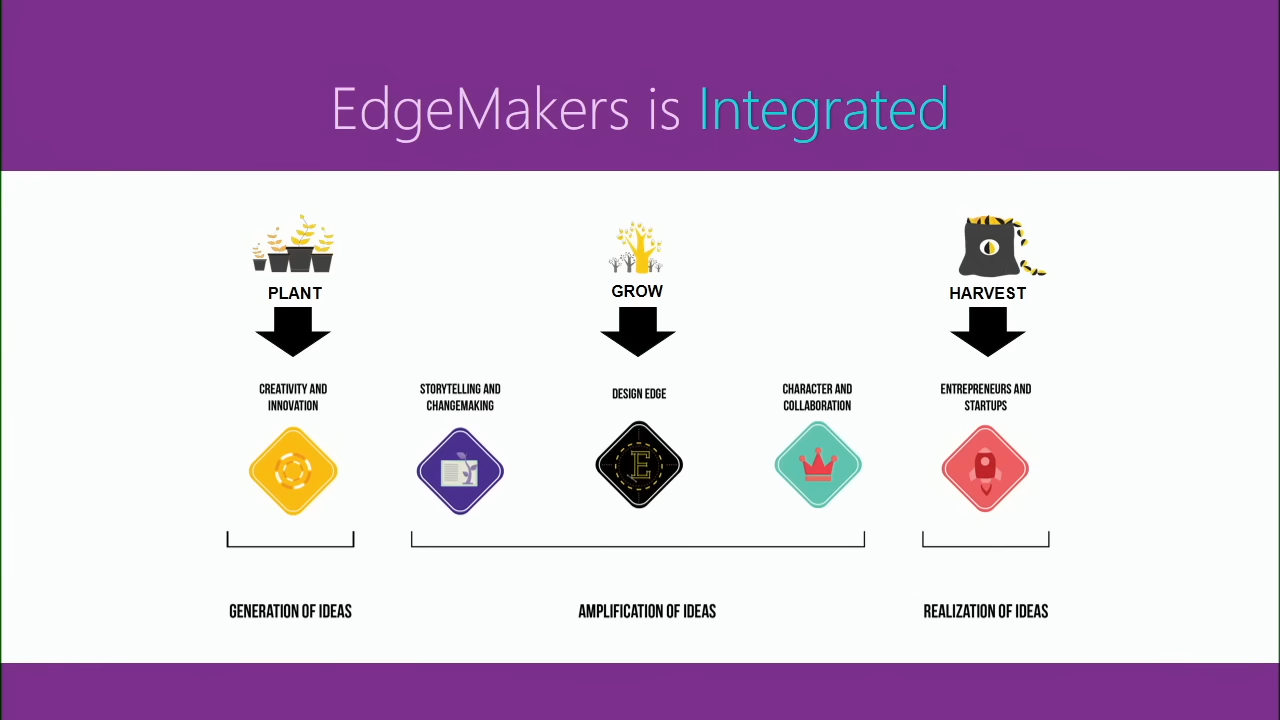 EdgeMakers is Integrated
PLANT
GROW
HARVEST
CREATIVITY AND
INNOVATION
STORYTELLING AND
CHANGEMAKING
DESIGN EDGE
CHARACTER AND
COLLABORATION
ENTREPRENEURS AND
STARTUPS
E
GENERATION OF IDEAS
AMPLIFICATION OF IDEAS
REALIZATION OF IDEAS